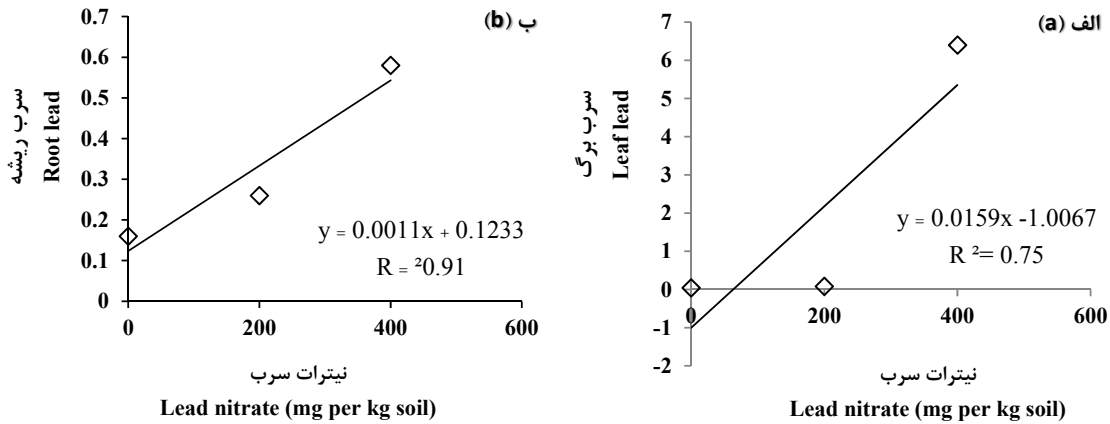 ب (b)
0.7
0.6
0.5
0.4
0.3
0.2
0.1
0
سرب ریشه
Root lead
y = 0.0011x + 0.1233
R = ²0.91
0 200 400 600
نیترات سرب
Lead nitrate (mg per kg soil)
الف (a)
7
6
5
4
3
2
1
0
-1
-2
سرب برگ
Leaf lead
y = 0.0159x -1.0067
R ²= 0.75
0 200 400 600
نیترات سرب
Lead nitrate (mg per kg soil)